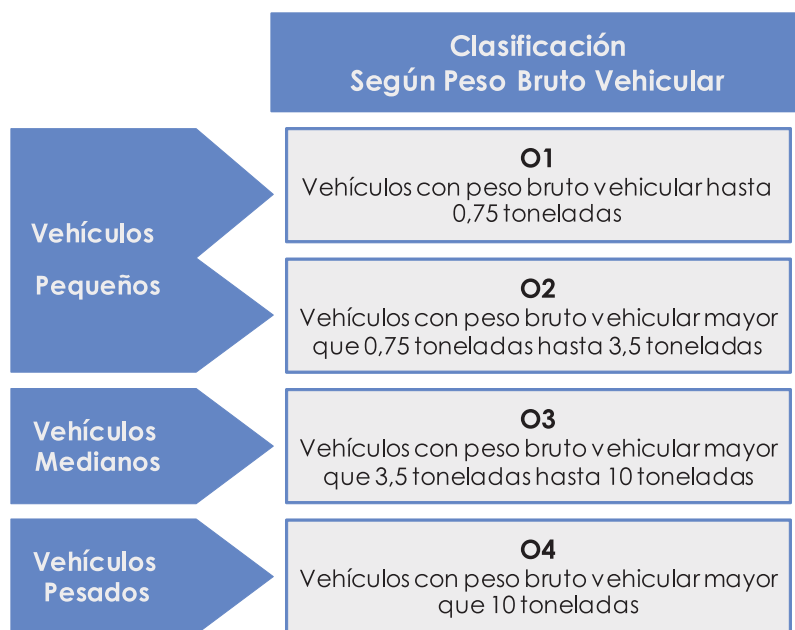 Clasificación
Según Peso Bruto Vehicular
Vehículos
Pequeños
O1
Vehículos con peso bruto vehicular hasta
0,75 toneladas
O2
Vehículos con peso bruto vehicular mayor
que 0,75 toneladas hasta 3,5 toneladas
Vehículos
Medianos
O3
Vehículos con peso bruto vehicular mayor
que 3,5 toneladas hasta 10 toneladas
Vehículos
Pesados
O4
Vehículos con peso bruto vehicular mayor
que 10 toneladas